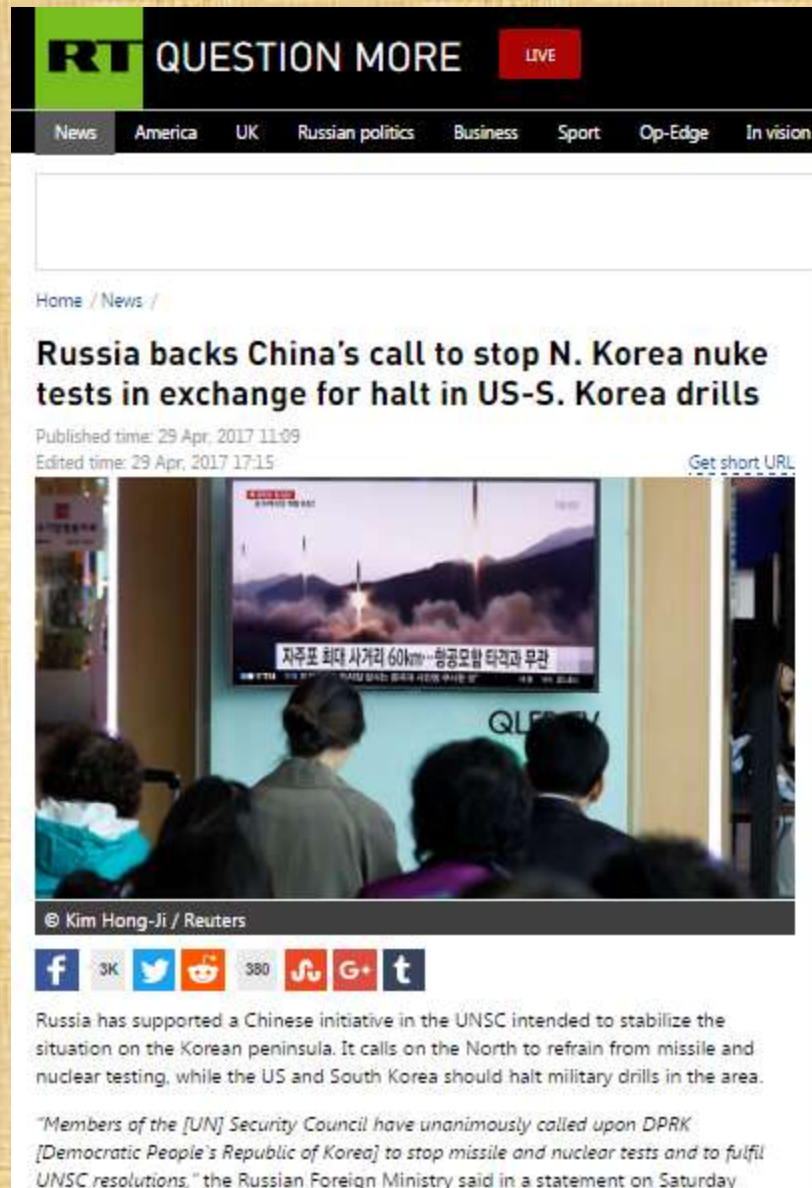 RT QUESTION MORE LIVE
News America UK Russian politics Business Sport Op-Edge In vision
Home / News /
Russia backs China's call to stop N. Korea nuke
tests in exchange for halt in US-S. Korea drills
Published time: 29 Apr, 2017 11:09
Edited time: 29 Apr, 2017 17:15
Get short URL
자주포 최대 사거리 60km…항공모함 타격과 무관
YTN
QLED TV
© Kim Hong-Ji / Reuters
f 3K 380 G+ t
Russia has supported a Chinese initiative in the UNSC intended to stabilize the
situation on the Korean peninsula. It calls on the North to refrain from missile and
nuclear testing, while the US and South Korea should halt military drills in the area.
"Members of the [UN] Security Council have unanimously called upon DPRK
[Democratic People's Republic of Korea] to stop missile and nuclear tests and to fulfil
UNSC resolutions," the Russian Foreign Ministry said in a statement on Saturday